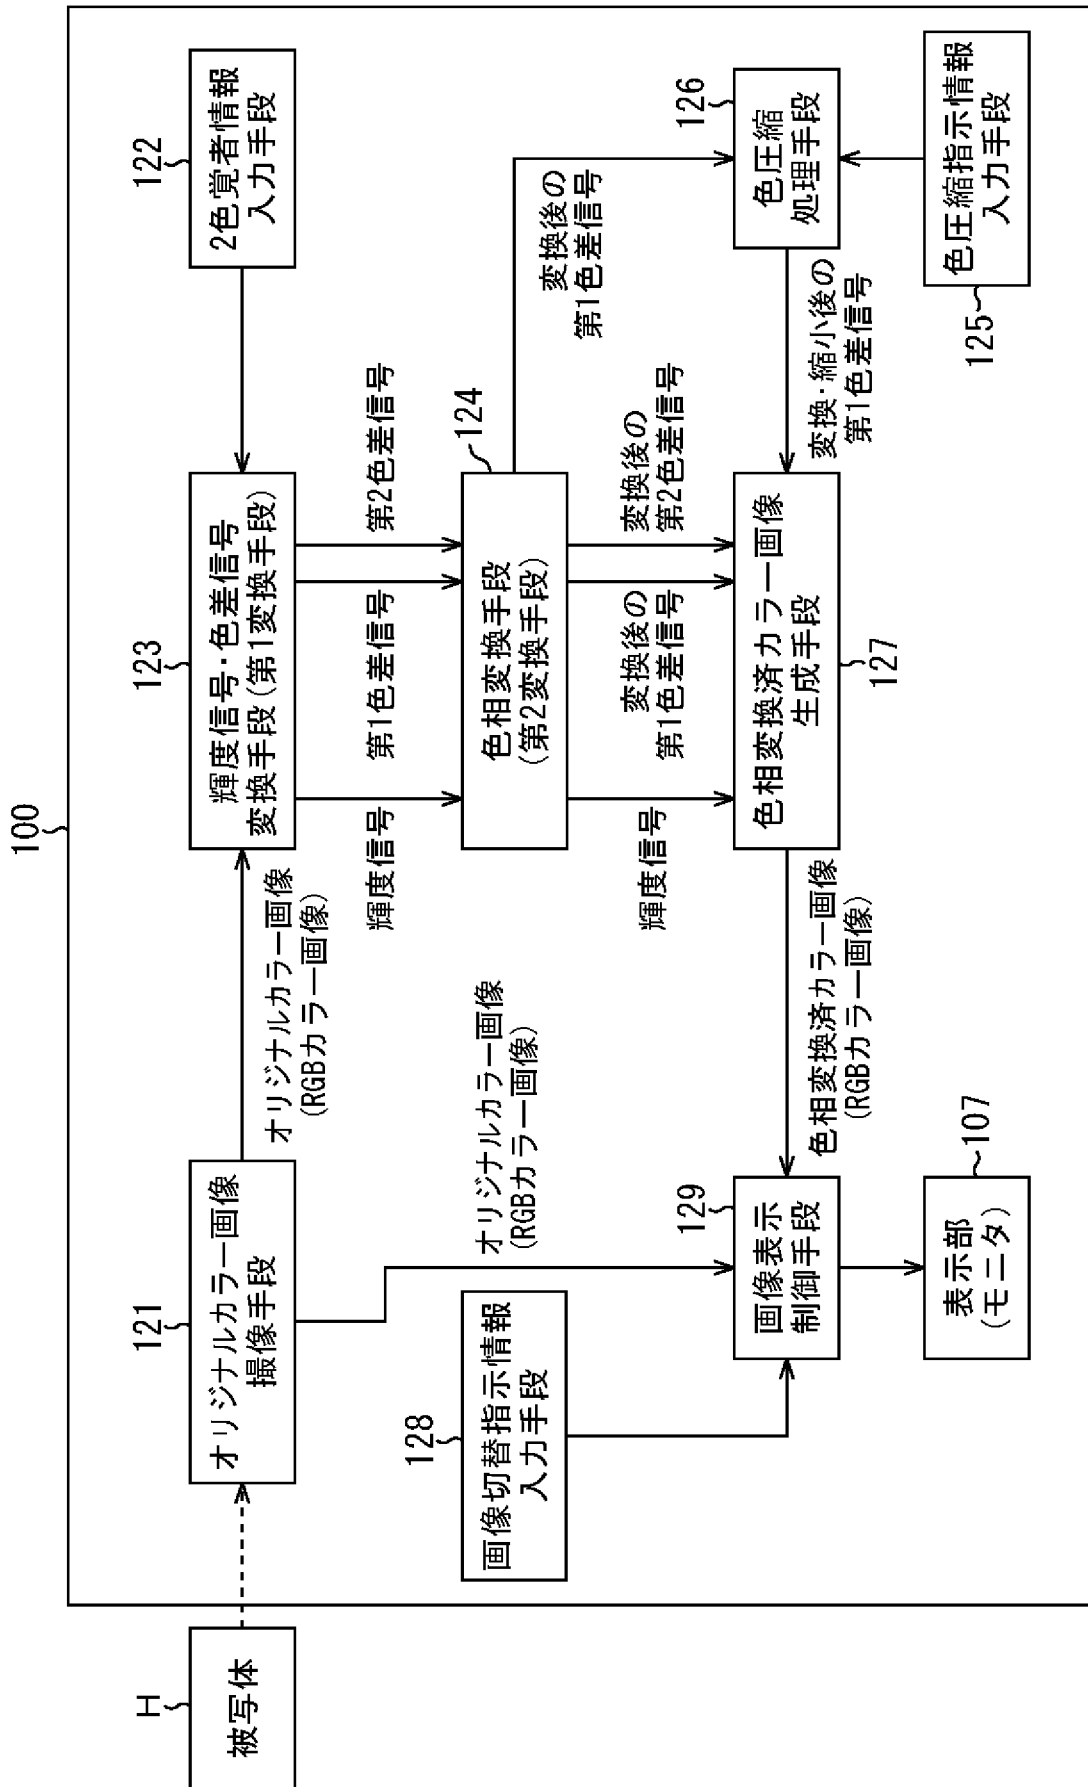 100
H
被写体
121
オリジナルカラー画像
撮像手段
オリジナルカラー画像
(RGBカラー画像)
123
輝度信号・色差信号
変換手段(第1変換手段)
122
2色覚者情報
入力手段
輝度信号
第1色差信号
第2色差信号
128
画像切替指示情報
入力手段
オリジナルカラー画像
(RGBカラー画像)
124
色相変換手段
(第2変換手段)
変換後の
第1色差信号
輝度信号
変換後の
第1色差信号
変換後の
第2色差信号
129
画像表示
制御手段
色相変換済カラー画像
(RGBカラー画像)
127
色相変換済カラー画像
生成手段
変換・縮小後の
第1色差信号
126
色圧縮
処理手段
107
表示部
(モニタ)
125
色圧縮指示情報
入力手段